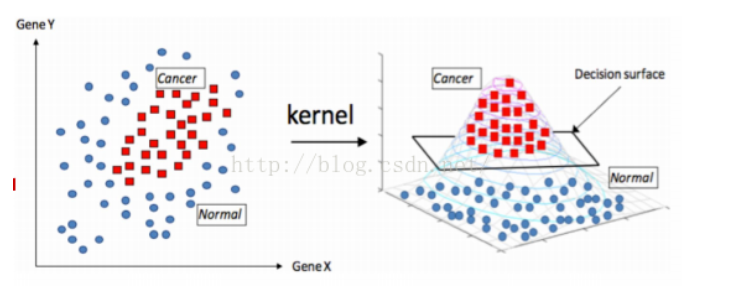 Gene Y
Cancer
Normal
Gene X
kernel
Cancer
Decision surface
Normal
http://blog.csdn.net/